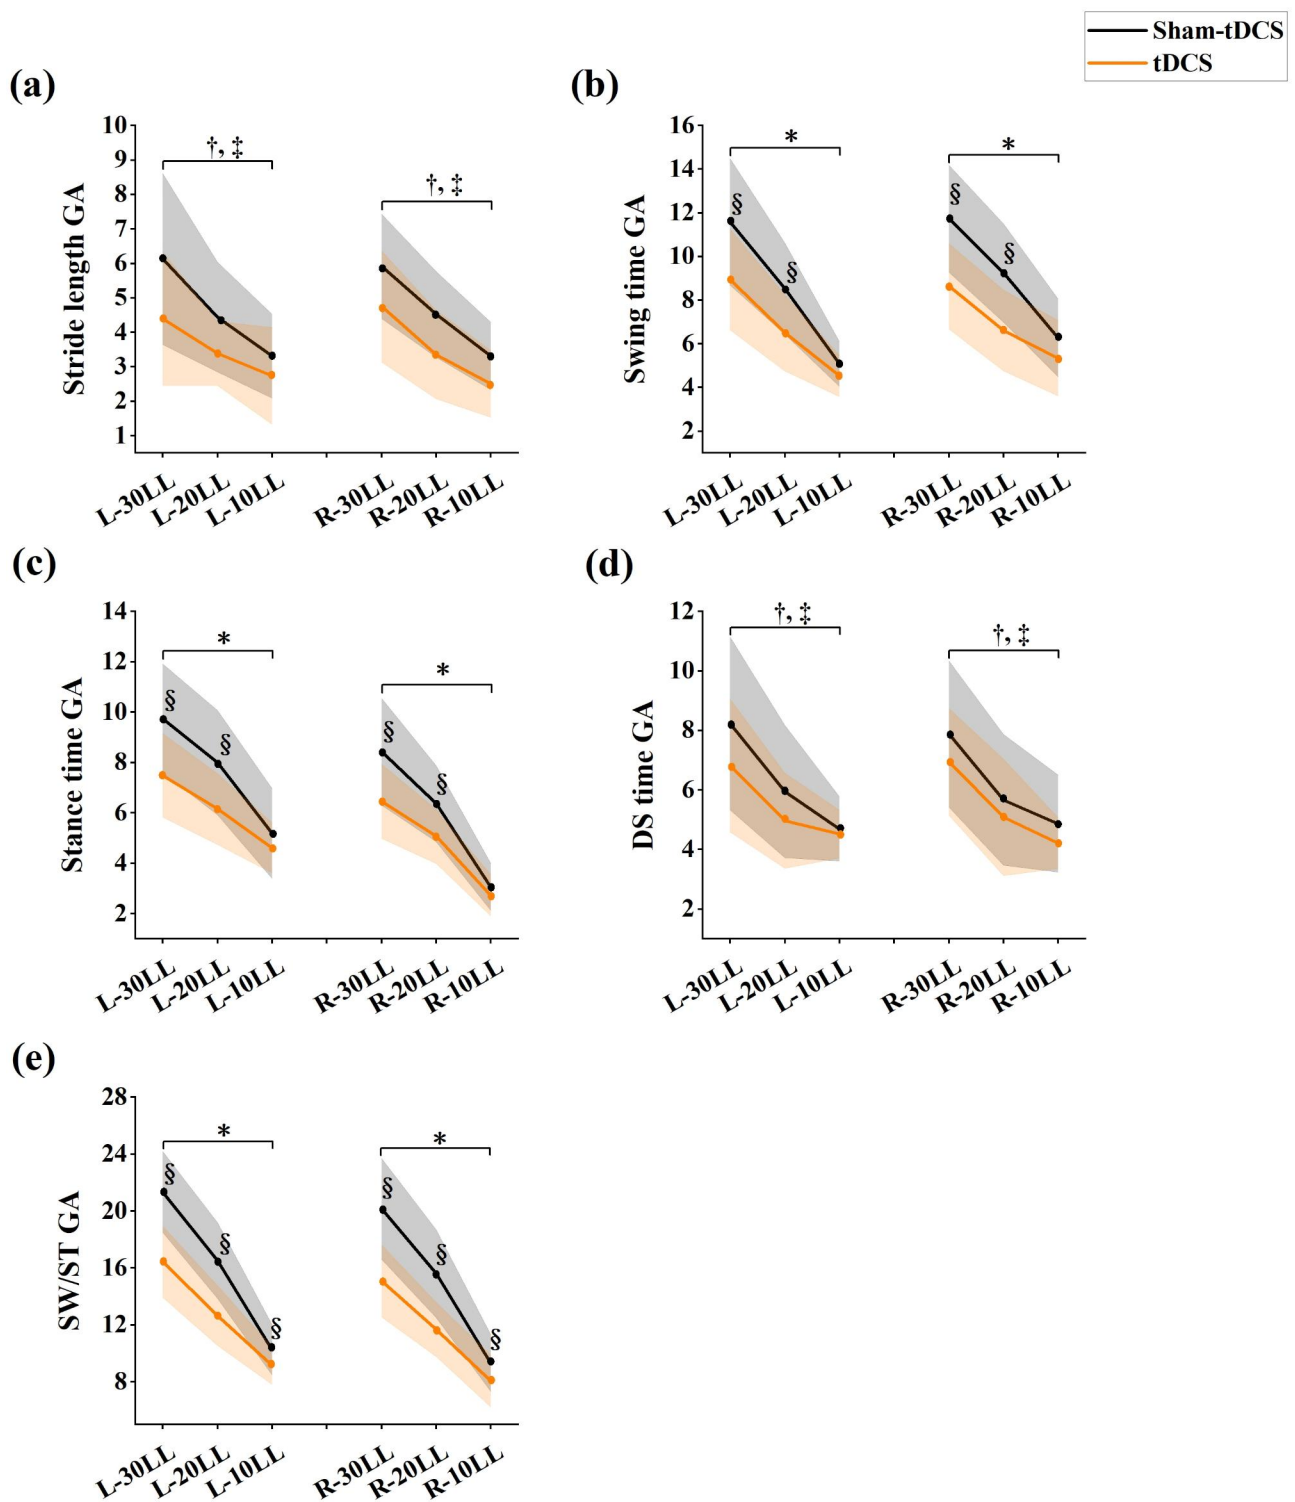 Sham-tDCS
tDCS
(a)
Stride length GA
10
9
8
7
6
5
4
3
2
1
†, ‡
†, ‡
L-30LL
L-20LL
L-10LL
R-30LL
R-20LL
R-10LL
(b)
Swing time GA
16
14
12
10
8
6
4
2
*
*
§
§
§
§
L-30LL
L-20LL
L-10LL
R-30LL
R-20LL
R-10LL
(c)
Stance time GA
14
12
10
8
6
4
2
*
*
§
§
§
§
L-30LL
L-20LL
L-10LL
R-30LL
R-20LL
R-10LL
(d)
DS time GA
12
10
8
6
4
2
†, ‡
†, ‡
L-30LL
L-20LL
L-10LL
R-30LL
R-20LL
R-10LL
(e)
SW/ST GA
28
24
20
16
12
8
*
*
§
§
§
§
§
§
L-30LL
L-20LL
L-10LL
R-30LL
R-20LL
R-10LL